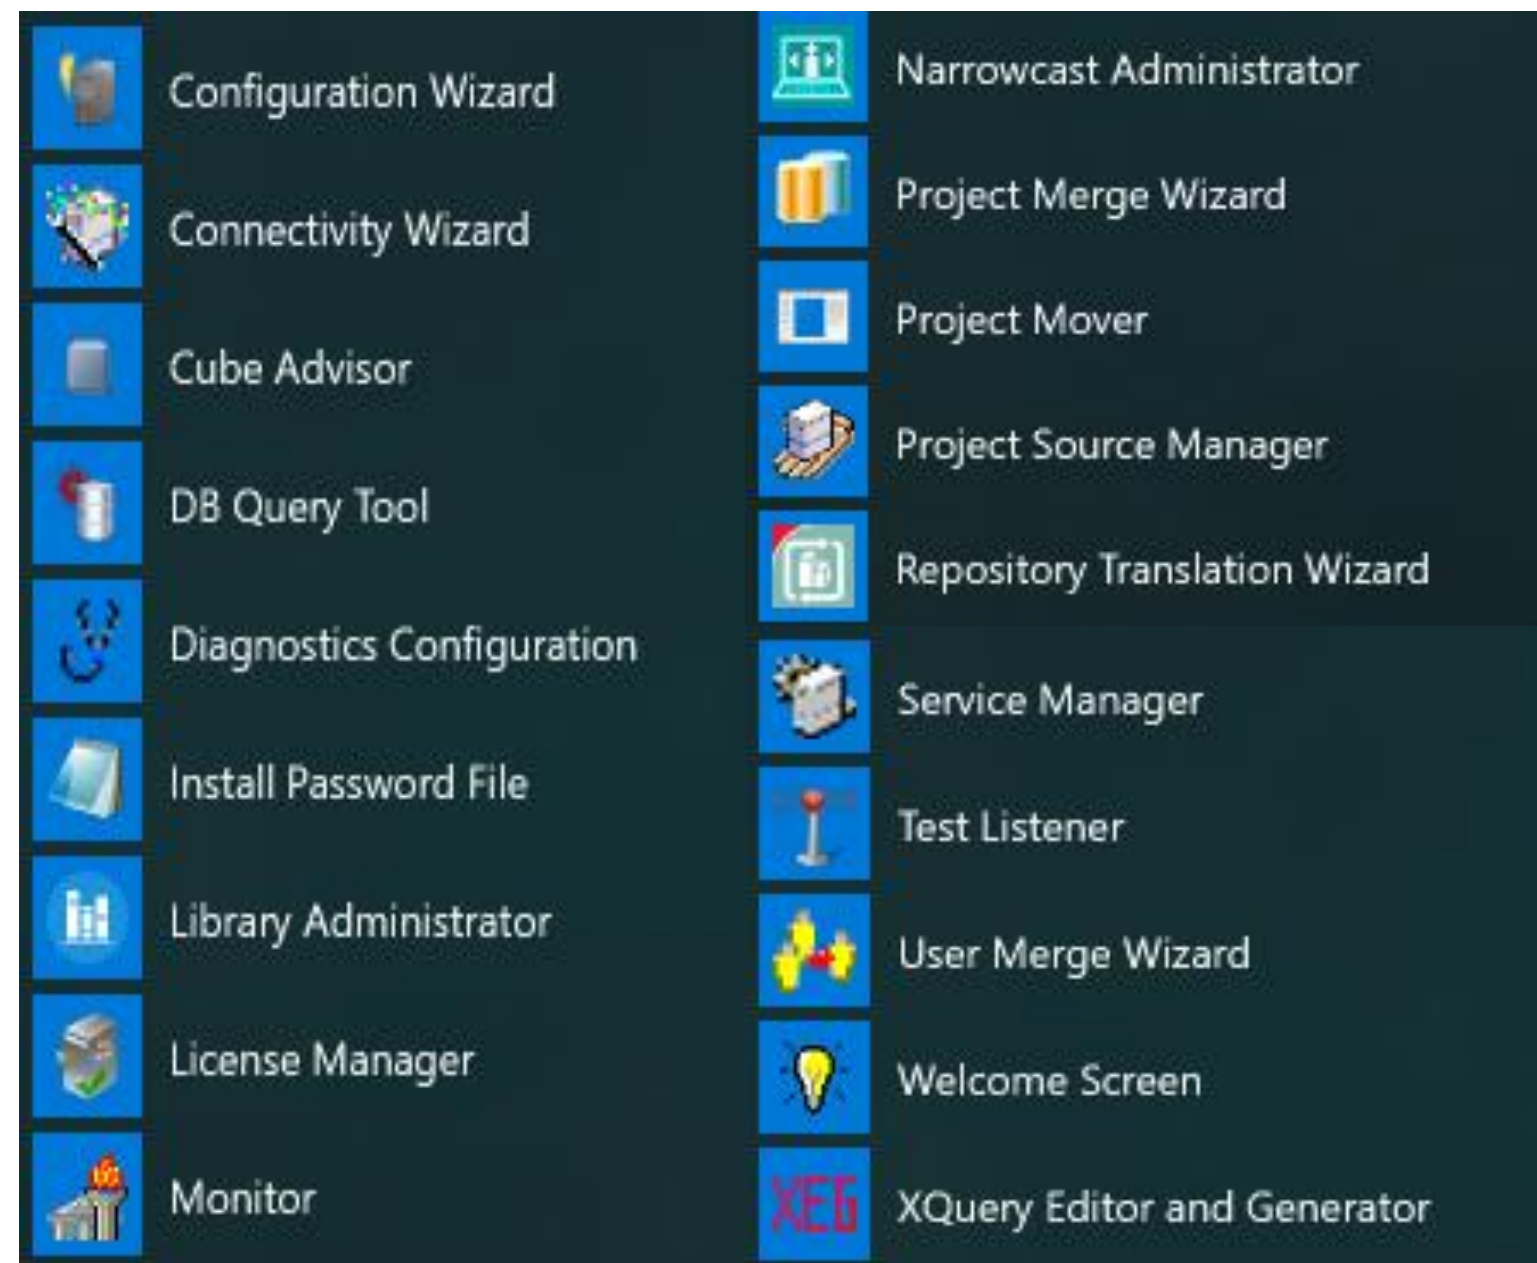 Configuration Wizard
Connectivity Wizard
Cube Advisor
DB Query Tool
Diagnostics Configuration
Install Password File
Library Administrator
License Manager
Monitor
Narrowcast Administrator
Project Merge Wizard
Project Mover
Project Source Manager
Repository Translation Wizard
Service Manager
Test Listener
User Merge Wizard
Welcome Screen
XEG
XQuery Editor and Generator